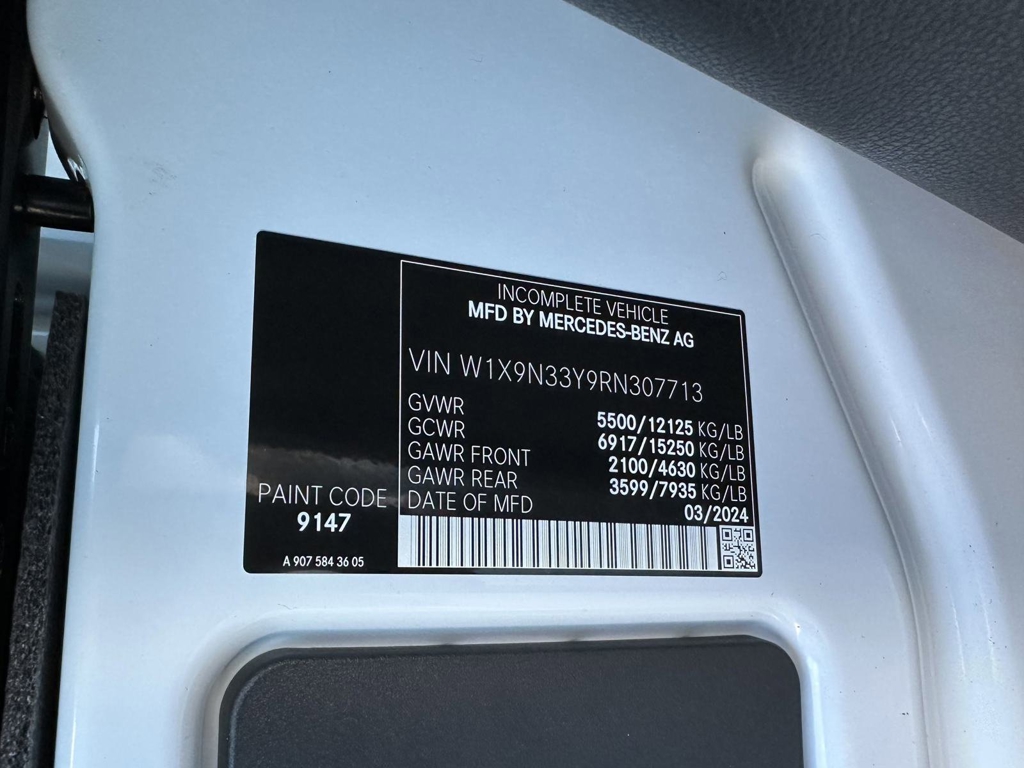 INCOMPLETE VEHICLE
MFD BY MERCEDES-BENZ AG
VIN W1X9N33Y9RN307713
GVWR 5500/12125 KG/LB
GCWR 6917/15250 KG/LB
GAWR FRONT 2100/4630 KG/LB
GAWR REAR 3599/7935 KG/LB
DATE OF MFD 03/2024
PAINT CODE
9147
A 907 584 36 05